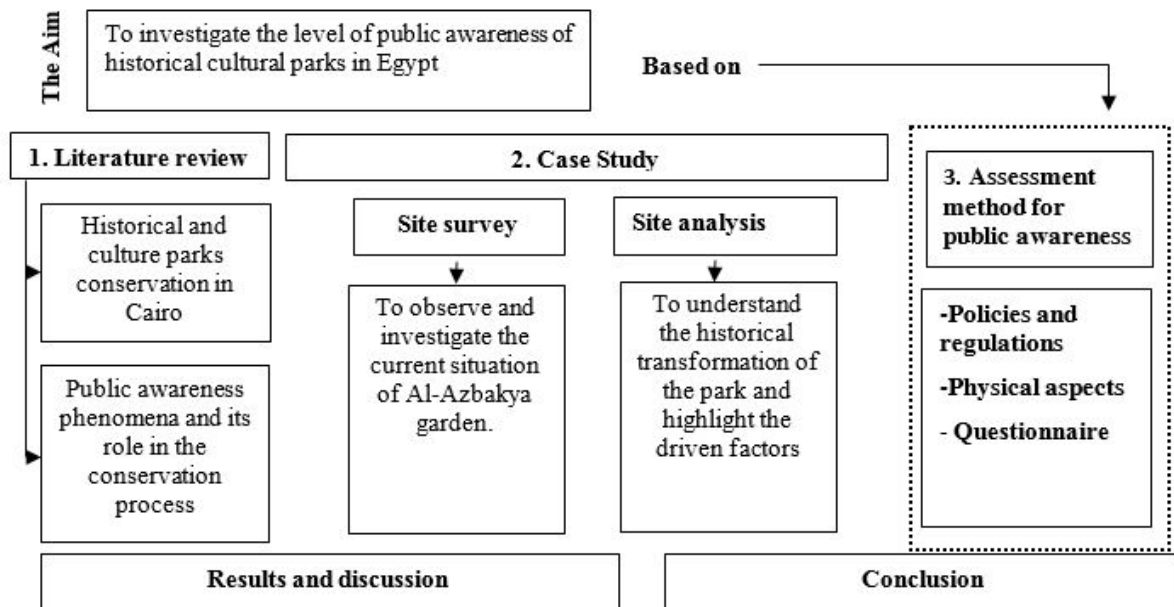 The Aim
To investigate the level of public awareness of
historical cultural parks in Egypt
Based on
1. Literature review
Historical and
culture parks
conservation in
Cairo
Public awareness
phenomena and its
role in the
conservation
process
2. Case Study
Site survey
To observe and
investigate the
current situation
of Al-Azbakya
garden.
Site analysis
To understand
the historical
transformation of
the park and
highlight the
driven factors
3. Assessment
method for
public awareness
-Policies and
regulations
-Physical aspects
- Questionnaire
Results and discussion
Conclusion